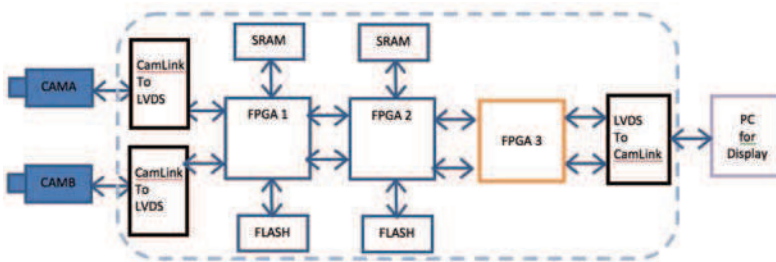 SRAM
SRAM
CamLink
To
LVDS
CAMA
FPGA 1
FPGA 2
FPGA 3
LVDS
To
CamLink
PC
for
Display
CamLink
To
LVDS
CAMB
FLASH
FLASH